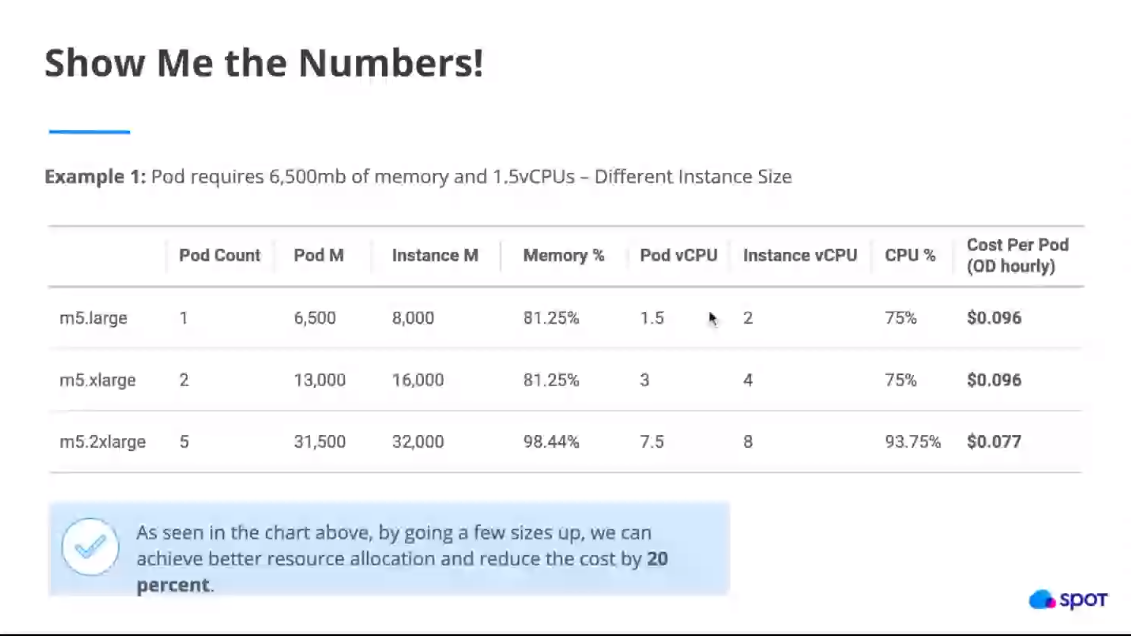 Show Me the Numbers!
Example 1: Pod requires 6,500mb of memory and 1.5vCPUs – Different Instance Size
Pod Count Pod M Instance M Memory % Pod vCPU Instance vCPU CPU % Cost Per Pod (OD hourly)
m5.large 1 6,500 8,000 81.25% 1.5 2 75% $0.096
m5.xlarge 2 13,000 16,000 81.25% 3 4 75% $0.096
m5.2xlarge 5 31,500 32,000 98.44% 7.5 8 93.75% $0.077
As seen in the chart above, by going a few sizes up, we can
achieve better resource allocation and reduce the cost by 20
percent.
spot